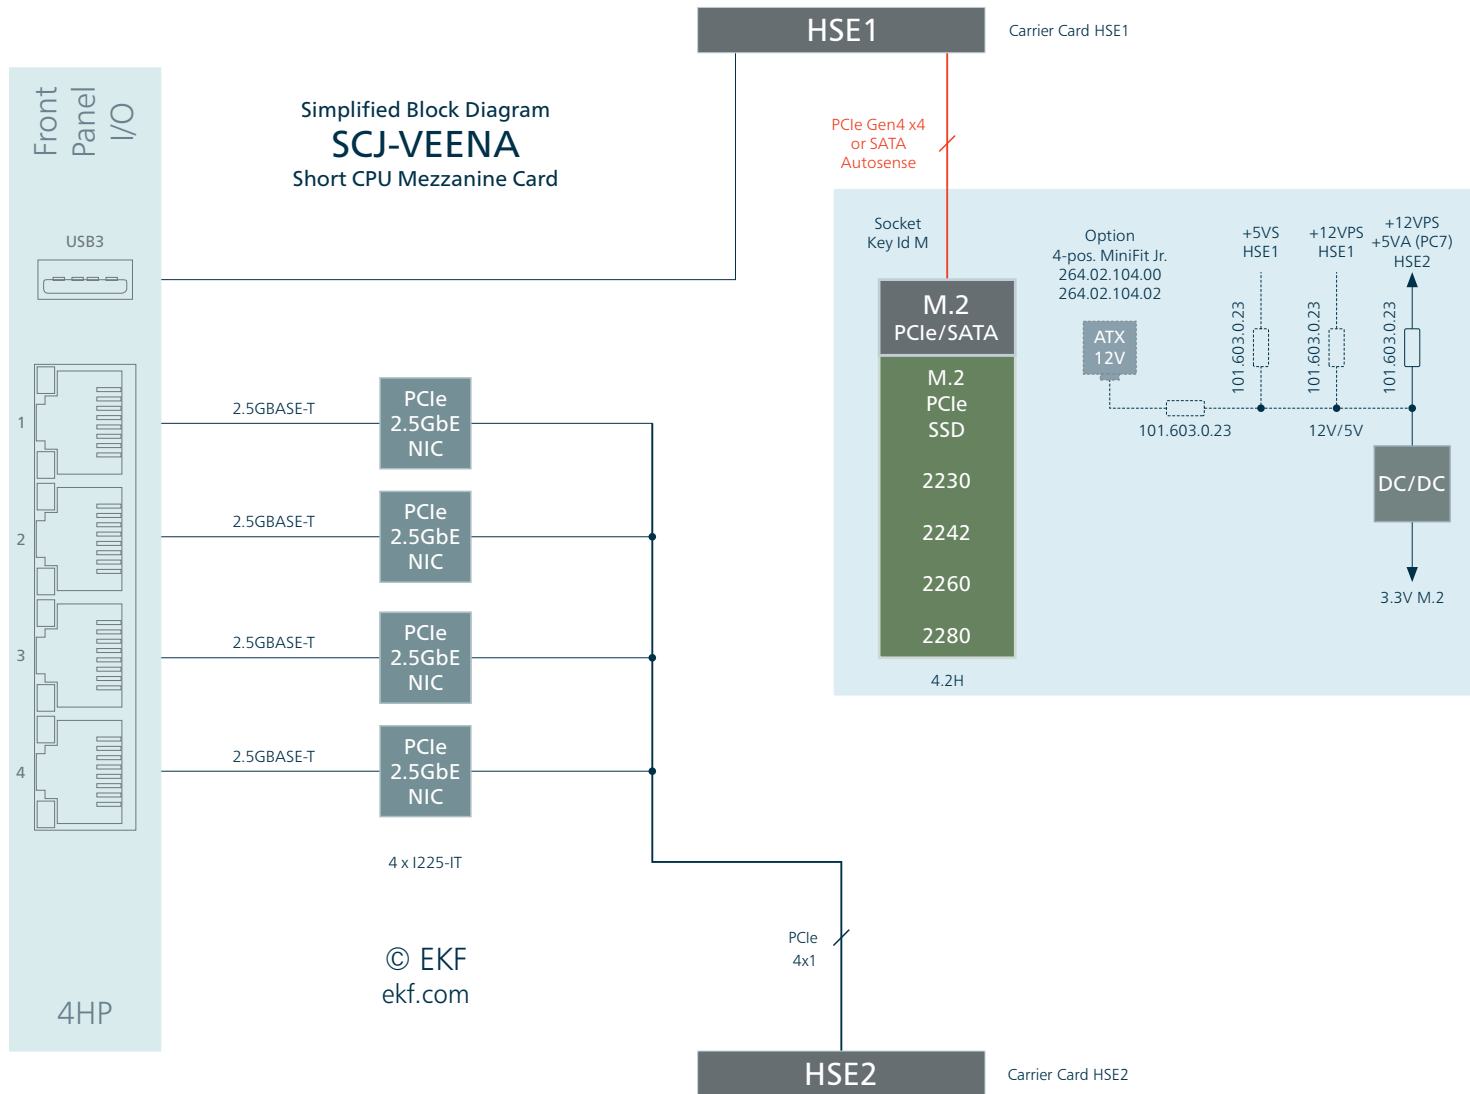 HSE1
Carrier Card HSE1
Front
Panel
I/O
Simplified Block Diagram
SCJ-VEENA
Short CPU Mezzanine Card
PCIe Gen4 x4
or SATA
Autosense
USB3
Socket
Key Id M
M.2
PCIe/SATA
M.2
PCIe
SSD
2230
2242
2260
2280
4.2H
Option
4-pos. MiniFit Jr.
264.02.104.00
264.02.104.02
ATX
12V
+5VS
HSE1
+12VPS
HSE1
+12VPS
+5VA (PC7)
HSE2
101.603.0.23
101.603.0.23
101.603.0.23
101.603.0.23
12V/5V
DC/DC
3.3V M.2
1
2.5GBASE-T
PCIe
2.5GbE
NIC
2
2.5GBASE-T
PCIe
2.5GbE
NIC
3
2.5GBASE-T
PCIe
2.5GbE
NIC
4
2.5GBASE-T
PCIe
2.5GbE
NIC
4 x I225-IT
© EKF
ekf.com
PCIe
4x1
4HP
HSE2
Carrier Card HSE2